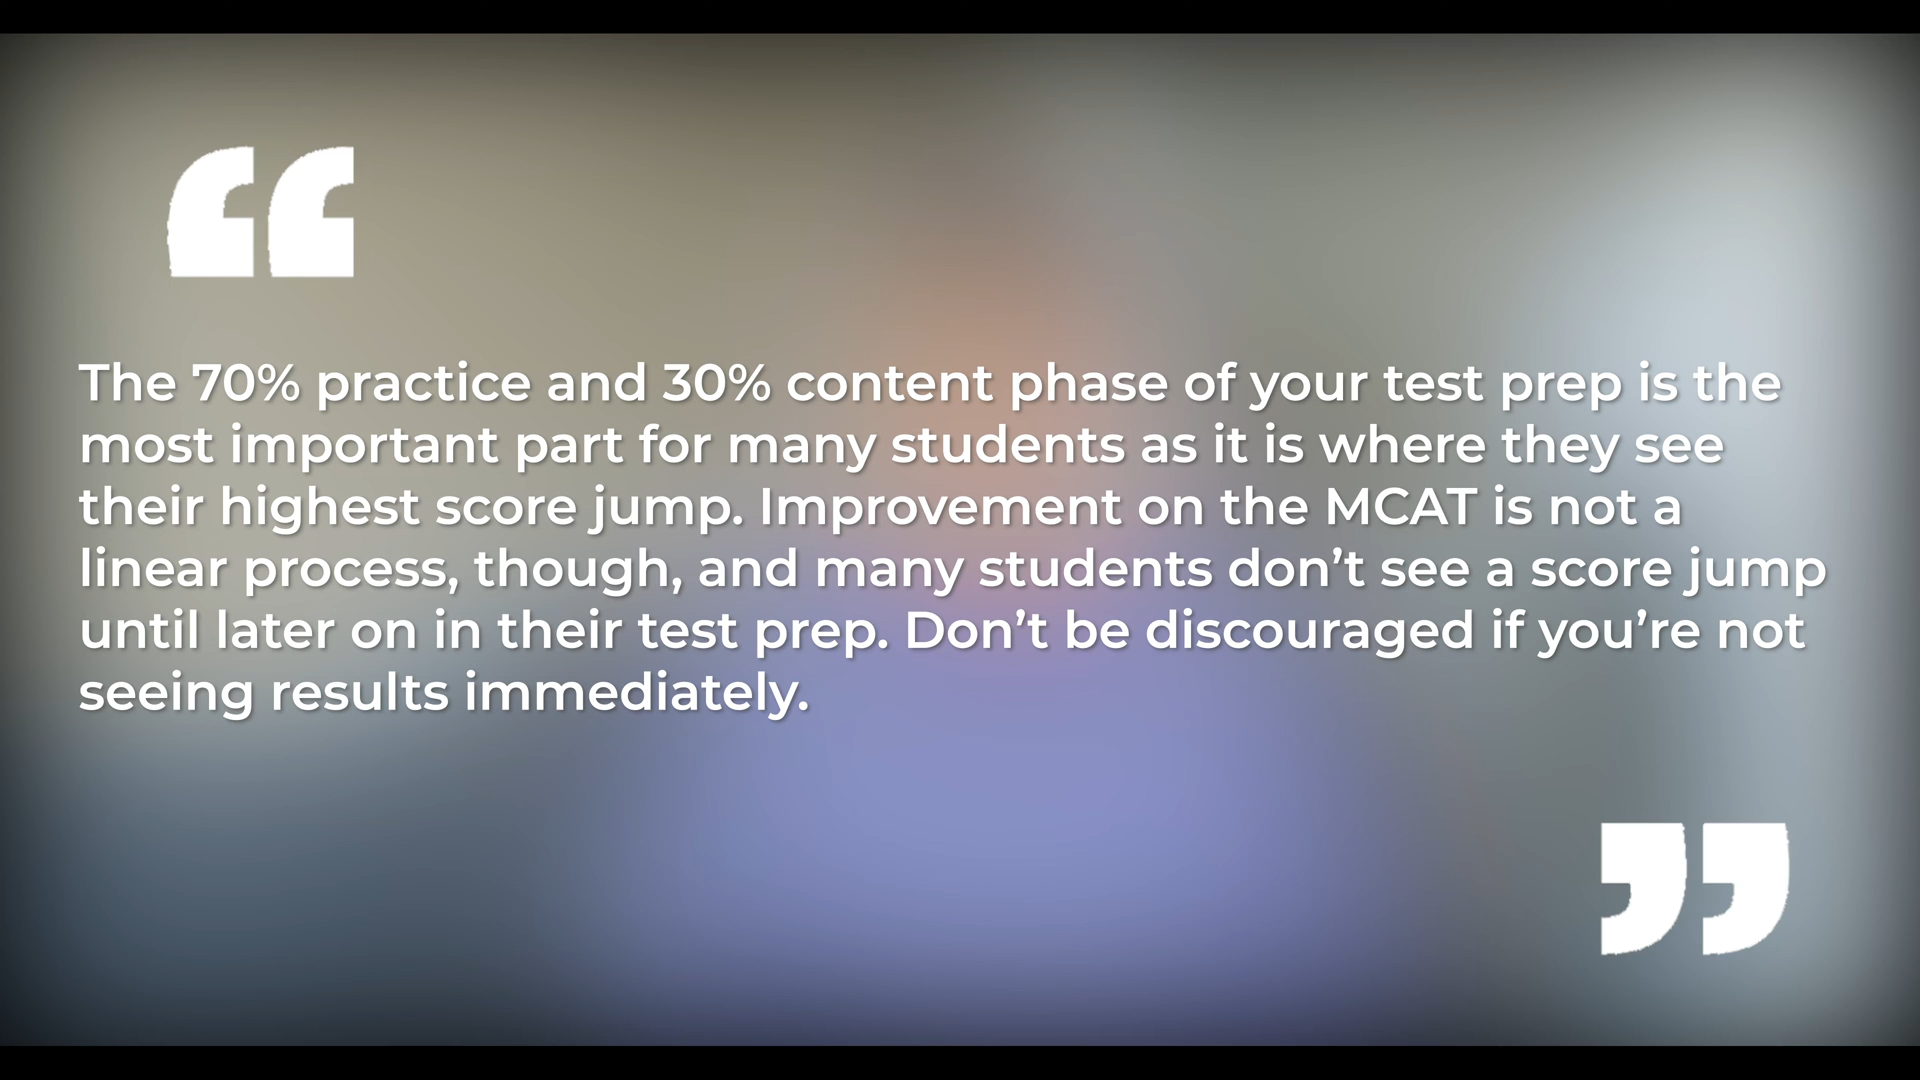 “
The 70% practice and 30% content phase of your test prep is the
most important part for many students as it is where they see
their highest score jump. Improvement on the MCAT is not a
linear process, though, and many students don’t see a score jump
until later on in their test prep. Don’t be discouraged if you’re not
seeing results immediately.
”